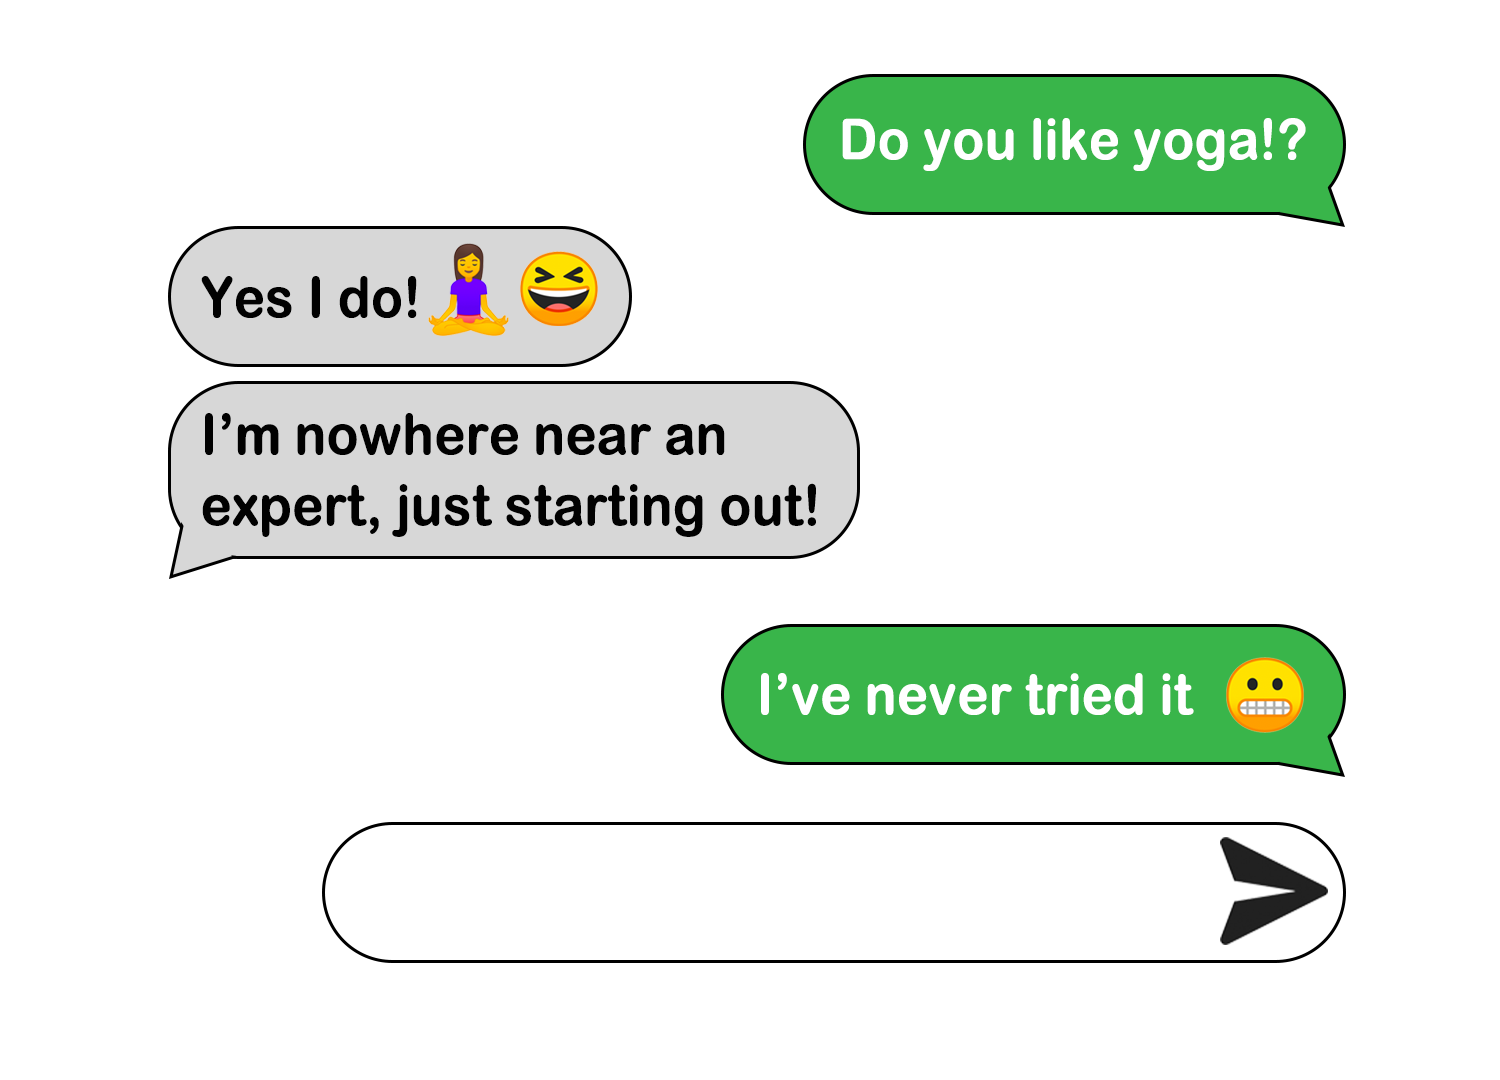 Do you like yoga!?
Yes I do!🧘‍♀️😆
I’m nowhere near an
expert, just starting out!
I’ve never tried it 😬